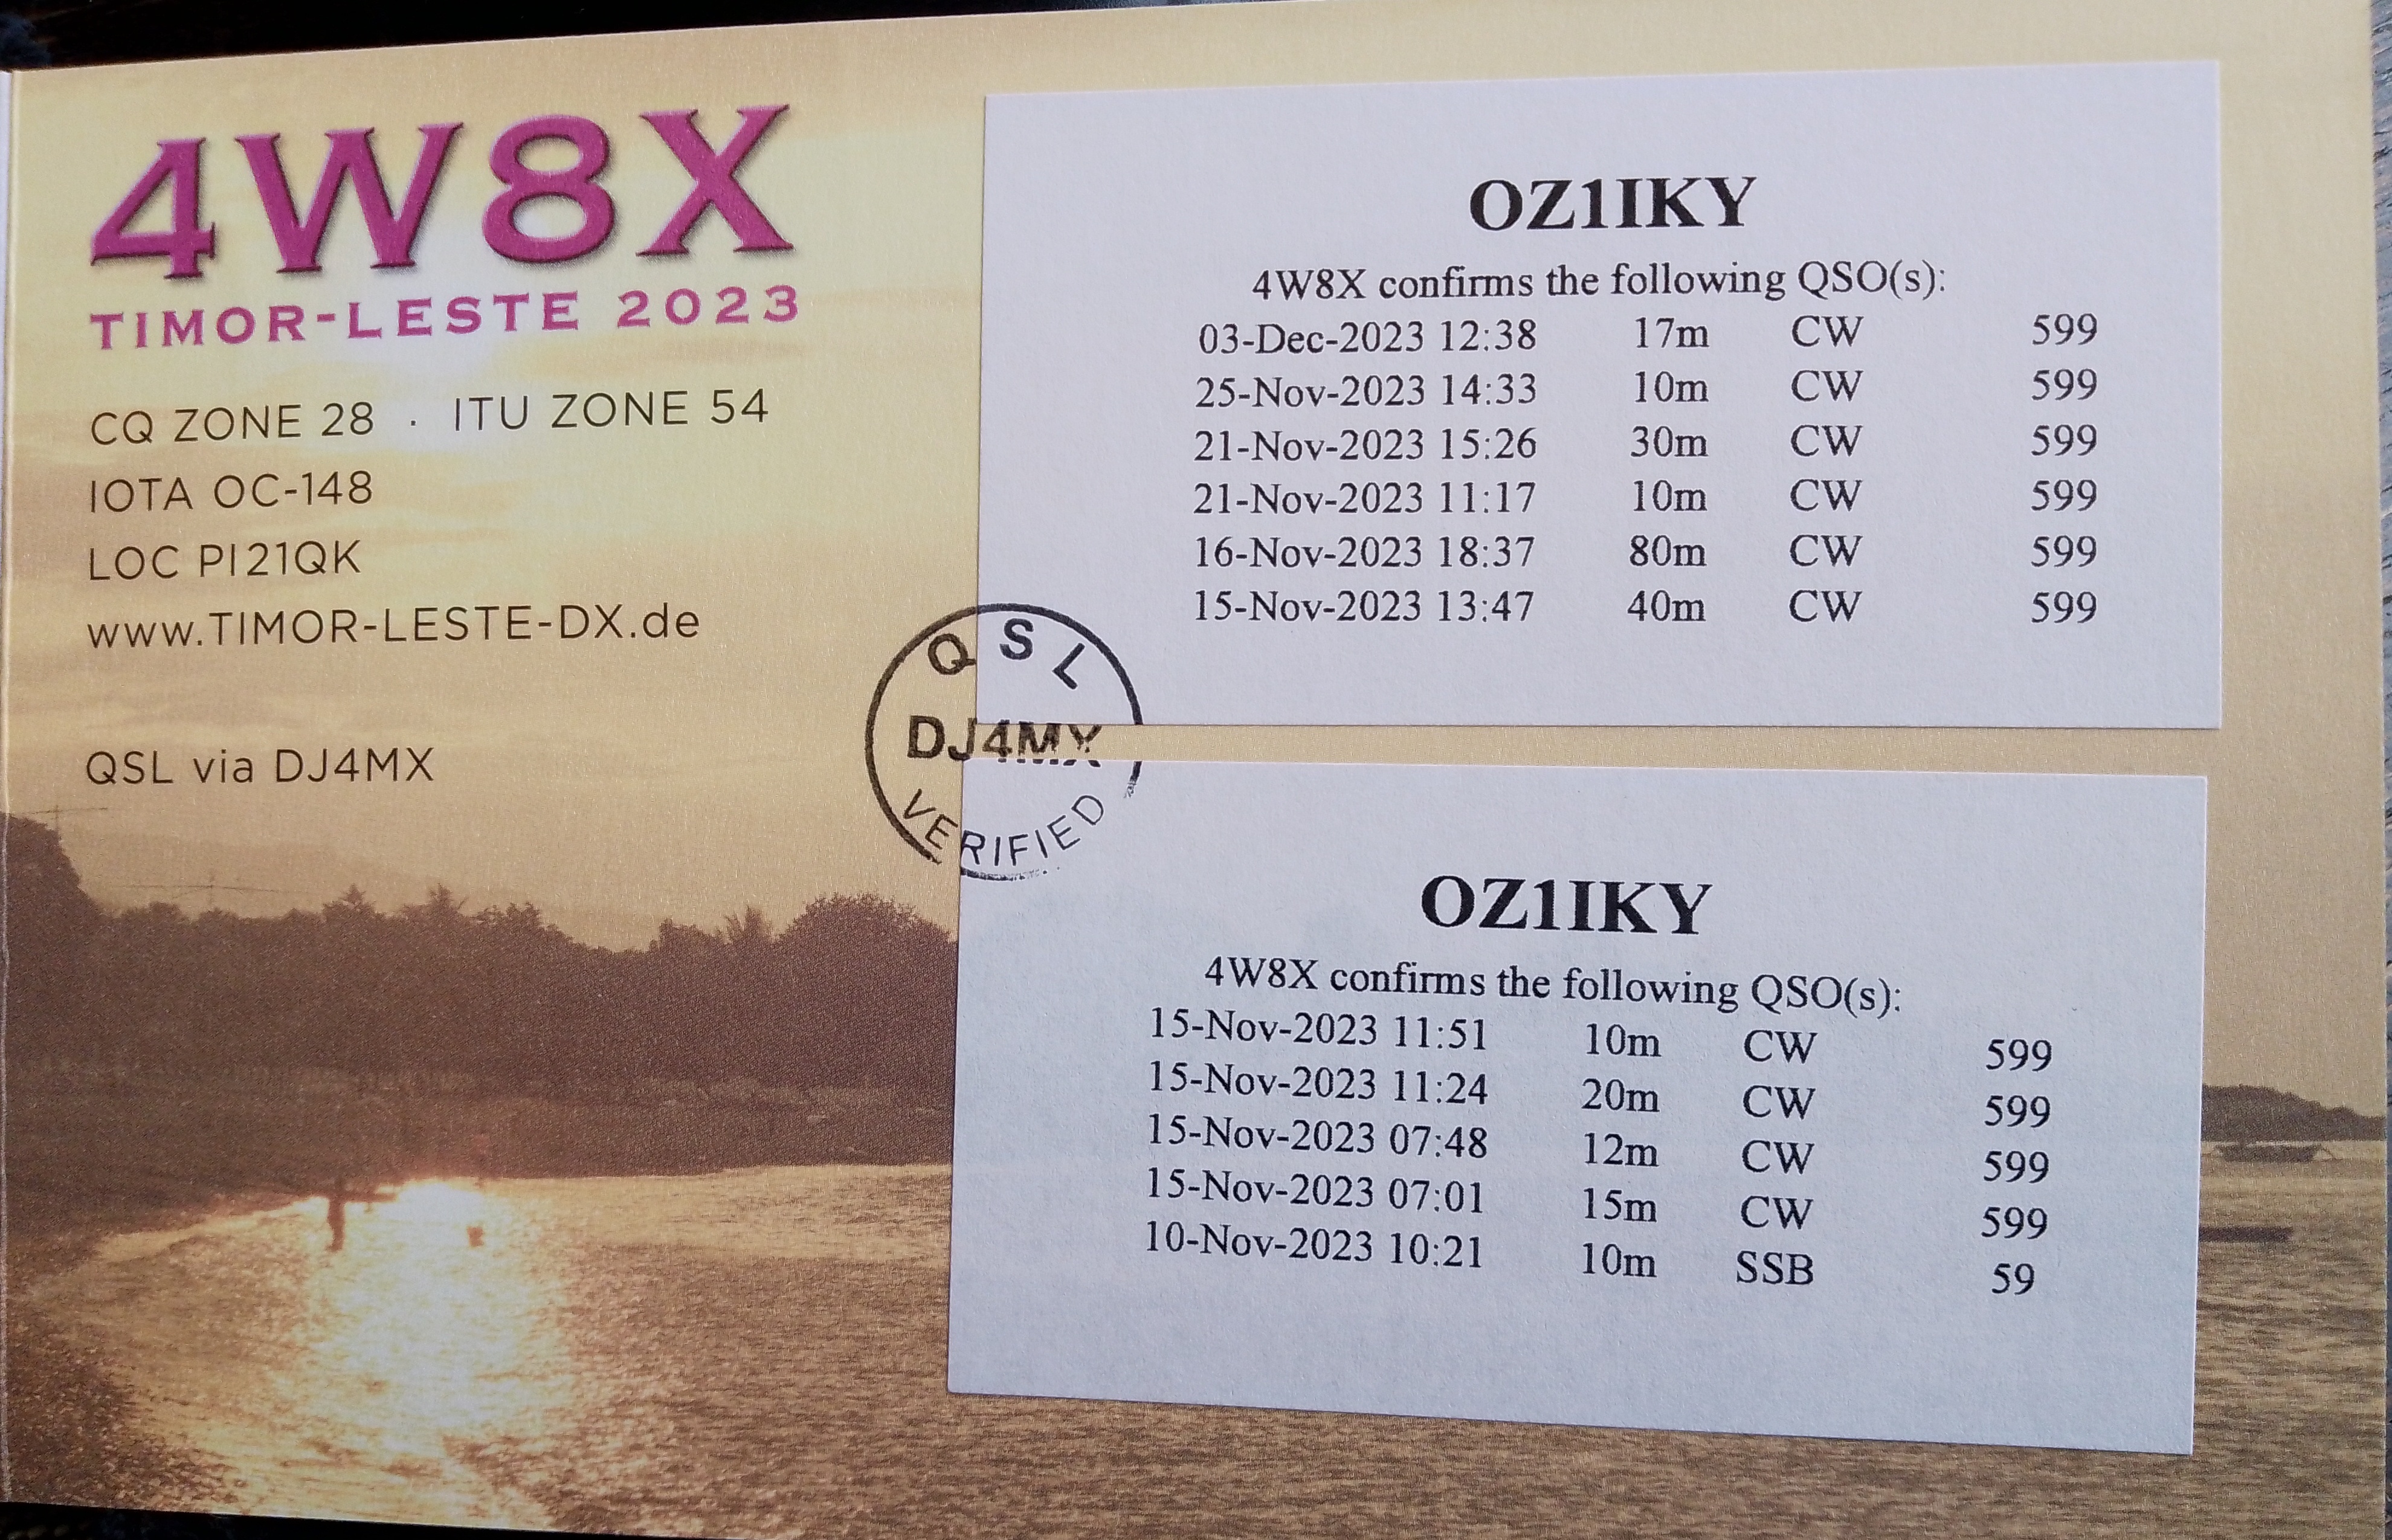 4W8X
TIMOR-LESTE 2023
CQ ZONE 28 · ITU ZONE 54
IOTA OC-148
LOC PI21QK
www.TIMOR-LESTE-DX.de
QSL via DJ4MX
QSL
DJ4MX
VERIFIED
OZ1IKY
4W8X confirms the following QSO(s):
03-Dec-2023 12:38 17m CW 599
25-Nov-2023 14:33 10m CW 599
21-Nov-2023 15:26 30m CW 599
21-Nov-2023 11:17 10m CW 599
16-Nov-2023 18:37 80m CW 599
15-Nov-2023 13:47 40m CW 599
OZ1IKY
4W8X confirms the following QSO(s):
15-Nov-2023 11:51 10m CW 599
15-Nov-2023 11:24 20m CW 599
15-Nov-2023 07:48 12m CW 599
15-Nov-2023 07:01 15m CW 599
10-Nov-2023 10:21 10m SSB 59